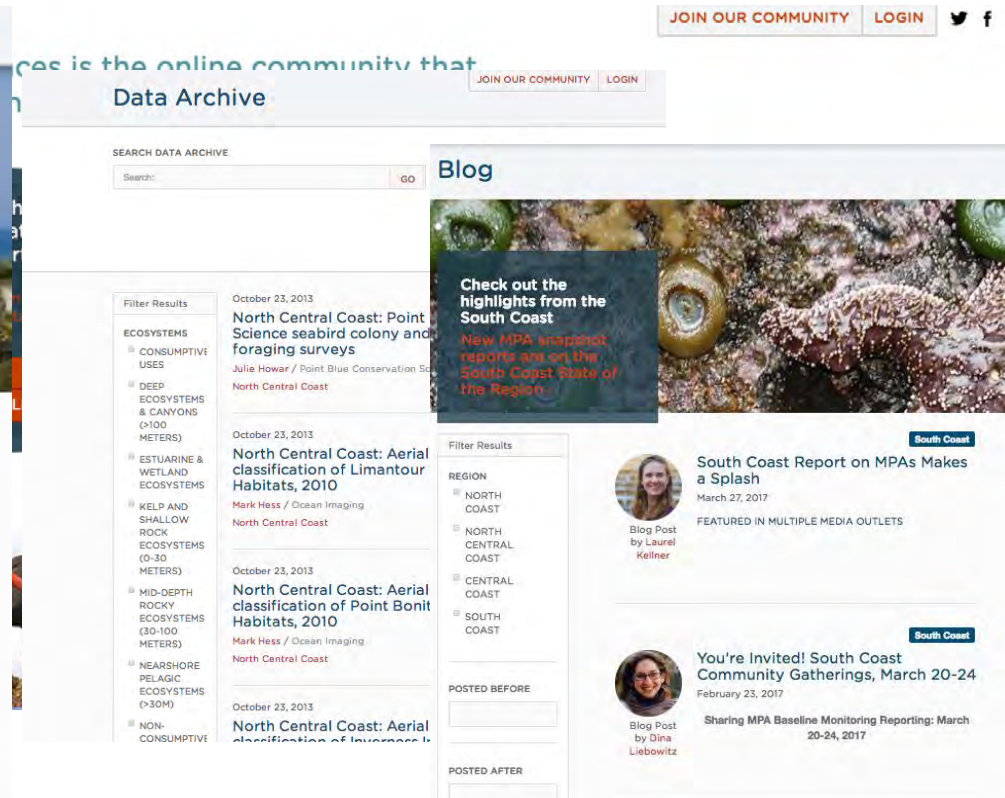 JOIN OUR COMMUNITY
LOGIN
ces is the online community that
Data Archive
JOIN OUR COMMUNITY
LOGIN
SEARCH DATA ARCHIVE
Search:
GO
Filter Results
ECOSYSTEMS
CONSUMPTIVE
USES
DEEP
ECOSYSTEMS
& CANYONS
(>100
METERS)
ESTUARINE &
WETLAND
ECOSYSTEMS
KELP AND
SHALLOW
ROCK
ECOSYSTEMS
(0-30
METERS)
MID-DEPTH
ROCKY
ECOSYSTEMS
(30-100
METERS)
NEARSHORE
PELAGIC
ECOSYSTEMS
(>30M)
NON-
CONSUMPTIVE
October 23, 2013
North Central Coast: Point
Science seabird colony and
foraging surveys
Julie Howar / Point Blue Conservation Sc
North Central Coast
October 23, 2013
North Central Coast: Aerial
classification of Limantour
Habitats, 2010
Mark Hess / Ocean Imaging
North Central Coast
October 23, 2013
North Central Coast: Aerial
classification of Point Bonit
Habitats, 2010
Mark Hess / Ocean Imaging
North Central Coast
October 23, 2013
North Central Coast: Aerial
classification of Inverness
Blog
Check out the
highlights from the
South Coast
New MPA snapshot
reports are on the
South Coast State of
the Region
Filter Results
REGION
NORTH
COAST
NORTH
CENTRAL
COAST
CENTRAL
COAST
SOUTH
COAST
POSTED BEFORE
POSTED AFTER
South Coast
South Coast Report on MPAs Makes
a Splash
March 27, 2017
FEATURED IN MULTIPLE MEDIA OUTLETS
Blog Post
by Laurel
Kellner
South Coast
You're Invited! South Coast
Community Gatherings, March 20-24
February 23, 2017
Sharing MPA Baseline Monitoring Reporting: March
20-24, 2017
Blog Post
by Dina
Liebowitz